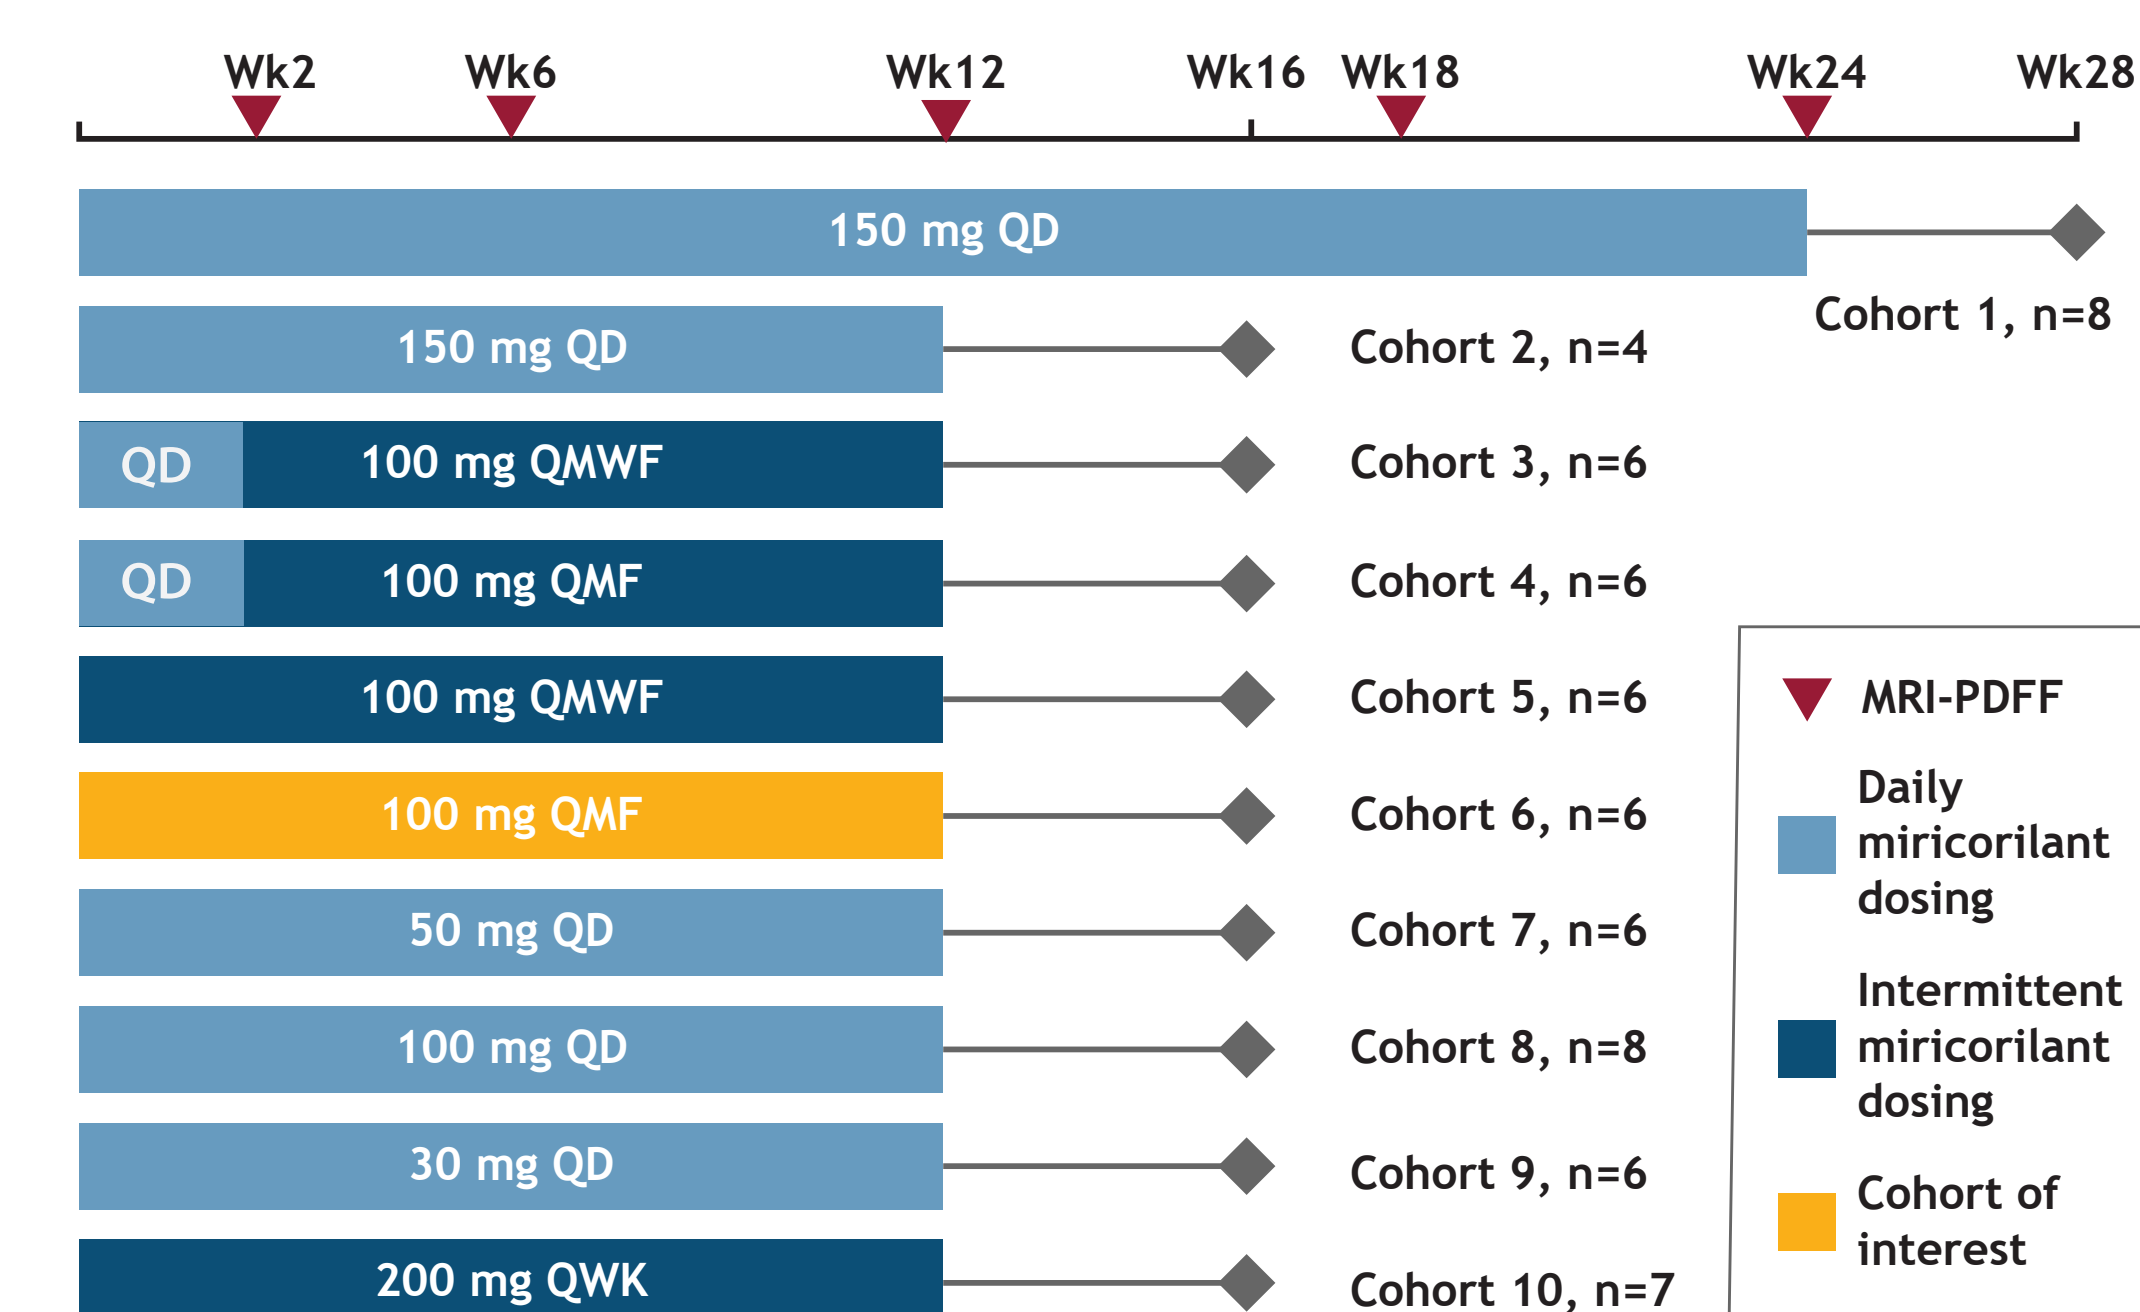 Wk2 Wk6 Wk12 Wk16 Wk18 Wk24 Wk28
150 mg QD
Cohort 1, n=8
150 mg QD Cohort 2, n=4
QD 100 mg QMWF Cohort 3, n=6
QD 100 mg QMF Cohort 4, n=6
100 mg QMWF Cohort 5, n=6
100 mg QMF Cohort 6, n=6
50 mg QD Cohort 7, n=6
100 mg QD Cohort 8, n=8
30 mg QD Cohort 9, n=6
200 mg QWK Cohort 10, n=7
MRI-PDFF
Daily
miricorilant
dosing
Intermittent
miricorilant
dosing
Cohort of
interest